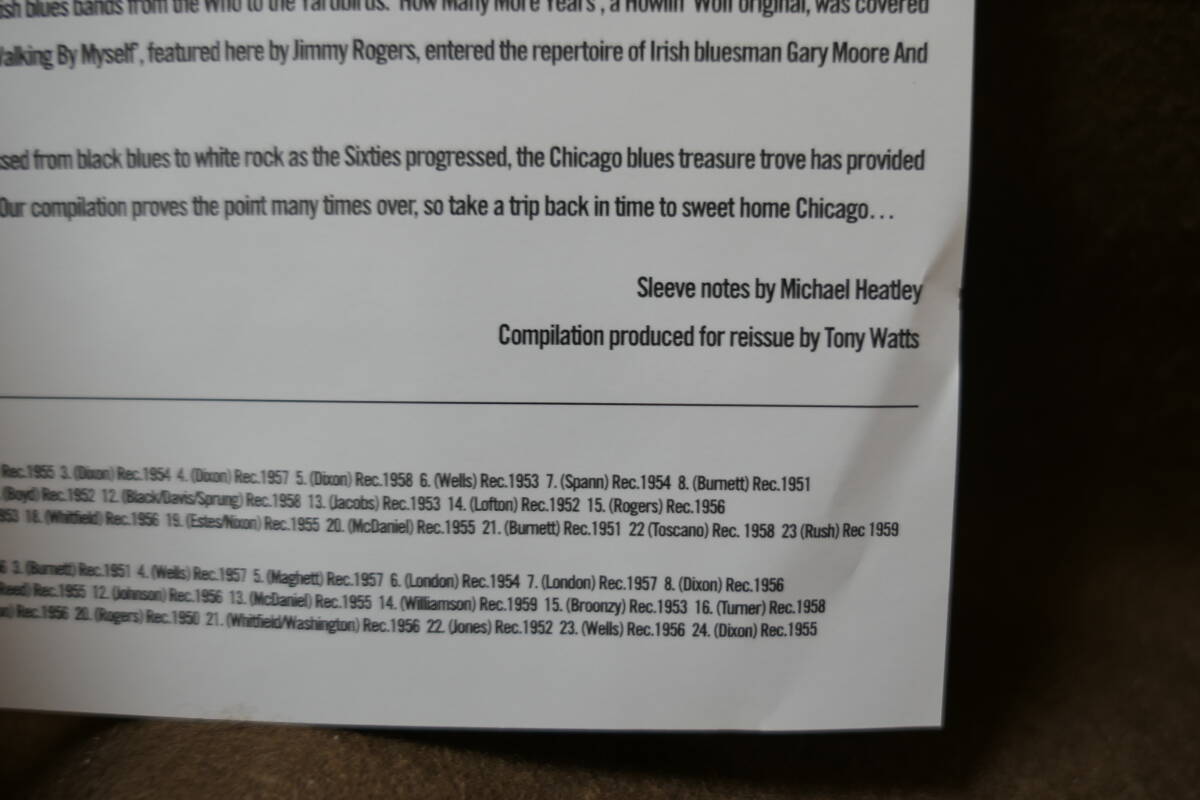 blues bands from the Who to the Yardbirds. 'How Many More Years', a Howlin' Wolf original, was covered
Walking By Myself', featured here by Jimmy Rogers, entered the repertoire of Irish bluesman Gary Moore And
sed from black blues to white rock as the Sixties progressed, the Chicago blues treasure trove has provided
Our compilation proves the point many times over, so take a trip back in time to sweet home Chicago...
Sleeve notes by Michael Heatley
Compilation produced for reissue by Tony Watts
Rec.1955 3. (Dixon) Rec.1954 4. (Dixon) Rec.1957 5. (Dixon) Rec.1958 6. (Wells) Rec.1953 7. (Spann) Rec.1954 8. (Burnett) Rec.1951
(Boyd) Rec.1952 12. (Black/Davis/Sprung) Rec.1958 13. (Jacobs) Rec.1953 14. (Lofton) Rec.1952 15. (Rogers) Rec.1956
953 18. (Whitfield) Rec.1956 19. (Estes/Nixon) Rec.1955 20. (McDaniel) Rec.1955 21. (Burnett) Rec.1951 22 (Toscano) Rec. 1958 23 (Rush) Rec 1959
6 3. (Burnett) Rec.1951 4. (Wells) Rec.1957 5. (Maghett) Rec.1957 6. (London) Rec.1954 7. (London) Rec.1957 8. (Dixon) Rec.1956
Reed) Rec.1955 12. (Johnson) Rec.1956 13. (McDaniel) Rec.1955 14. (Williamson) Rec.1959 15. (Broonzy) Rec.1953 16. (Turner) Rec.1958
on) Rec.1956 20. (Rogers) Rec.1950 21. (Whitfield/Washington) Rec.1956 22. (Jones) Rec.1952 23. (Wells) Rec.1956 24. (Dixon) Rec.1955